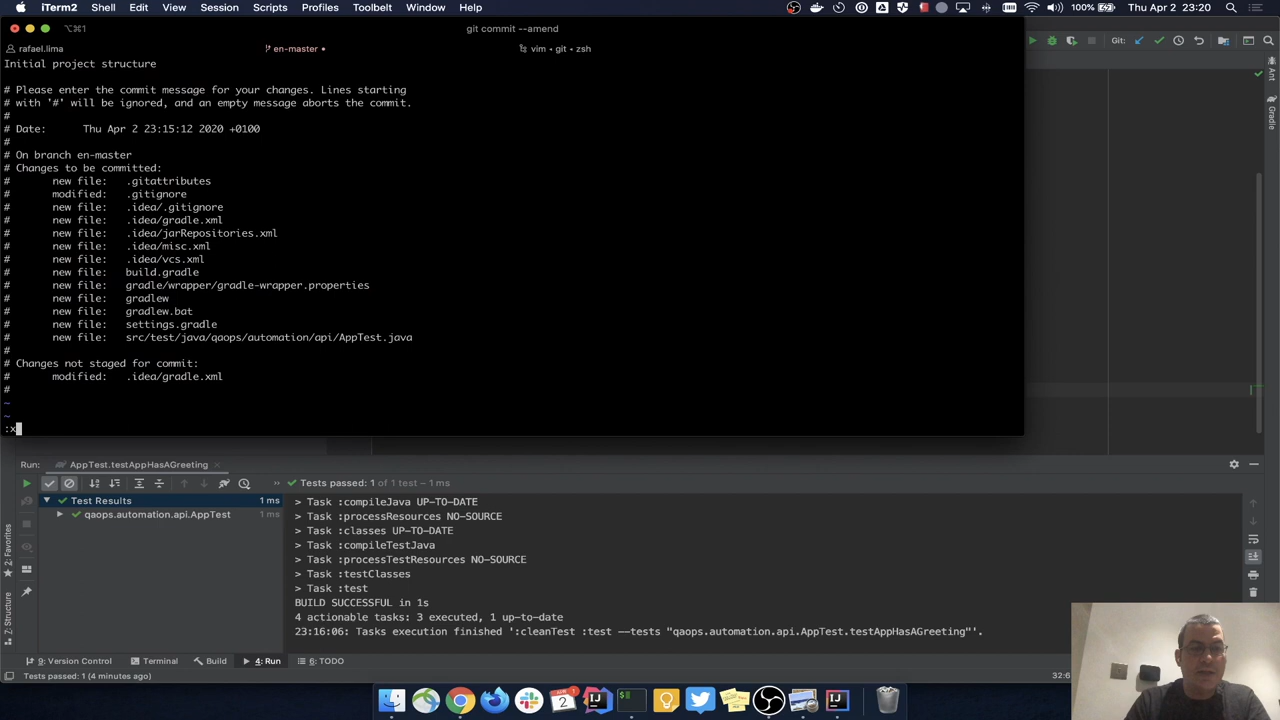 iTerm2 Shell Edit View Session Scripts Profiles Toolbelt Window Help 100% Thu Apr 2 23:20
⌥⌘1 git commit --amend
rafael.lima en-master • vim • git • zsh
Git:
Initial project structure
# Please enter the commit message for your changes. Lines starting
# with '#' will be ignored, and an empty message aborts the commit.
#
# Date: Thu Apr 2 23:15:12 2020 +0100
#
# On branch en-master
# Changes to be committed:
# new file: .gitattributes
# modified: .gitignore
# new file: .idea/.gitignore
# new file: .idea/gradle.xml
# new file: .idea/jarRepositories.xml
# new file: .idea/misc.xml
# new file: .idea/vcs.xml
# new file: build.gradle
# new file: gradle/wrapper/gradle-wrapper.properties
# new file: gradlew
# new file: gradlew.bat
# new file: settings.gradle
# new file: src/test/java/qaops/automation/api/AppTest.java
#
# Changes not staged for commit:
# modified: .idea/gradle.xml
#
~
~
:x
Ant
Gradle
Run: AppTest.testAppHasAGreeting
Tests passed: 1 of 1 test – 1 ms
Test Results 1 ms
qaops.automation.api.AppTest 1 ms
> Task :compileJava UP-TO-DATE
> Task :processResources NO-SOURCE
> Task :classes UP-TO-DATE
> Task :compileTestJava
> Task :processTestResources NO-SOURCE
> Task :testClasses
> Task :test
BUILD SUCCESSFUL in 1s
4 actionable tasks: 3 executed, 1 up-to-date
23:16:06: Tasks execution finished ':cleanTest :test --tests "qaops.automation.api.AppTest.testAppHasAGreeting"'.
2: Favorites
7: Structure
9: Version Control Terminal Build 4: Run 6: TODO
Tests passed: 1 (4 minutes ago) 32:6